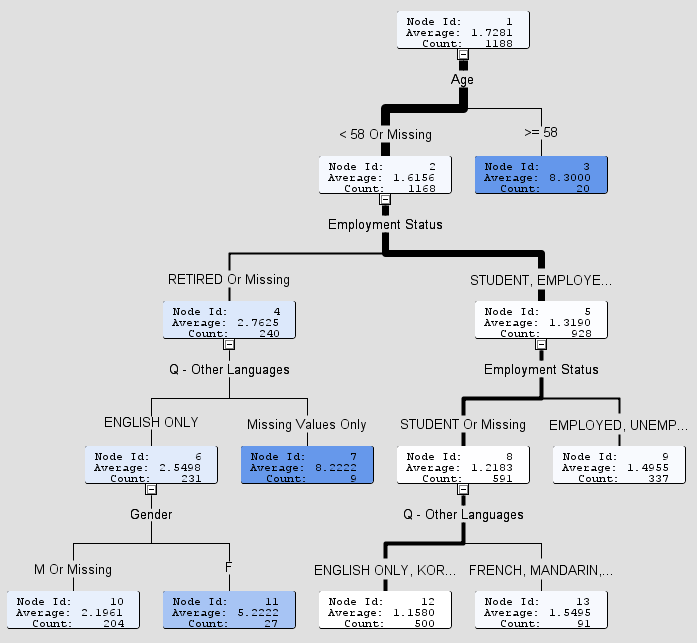 Node Id: 1
Average: 1.7281
Count: 1188
Age
< 58 Or Missing
>= 58
Node Id: 2
Average: 1.6156
Count: 1168
Node Id: 3
Average: 8.3000
Count: 20
Employment Status
RETIRED Or Missing
STUDENT, EMPLOYE...
Node Id: 4
Average: 2.7625
Count: 240
Node Id: 5
Average: 1.3190
Count: 928
Q - Other Languages
Employment Status
ENGLISH ONLY
Missing Values Only
STUDENT Or Missing
EMPLOYED, UNEMP...
Node Id: 6
Average: 2.5498
Count: 231
Node Id: 7
Average: 8.2222
Count: 9
Node Id: 8
Average: 1.2183
Count: 591
Node Id: 9
Average: 1.4955
Count: 337
Gender
Q - Other Languages
M Or Missing
F
ENGLISH ONLY, KOR...
FRENCH, MANDARIN,...
Node Id: 10
Average: 2.1961
Count: 204
Node Id: 11
Average: 5.2222
Count: 27
Node Id: 12
Average: 1.1580
Count: 500
Node Id: 13
Average: 1.5495
Count: 91